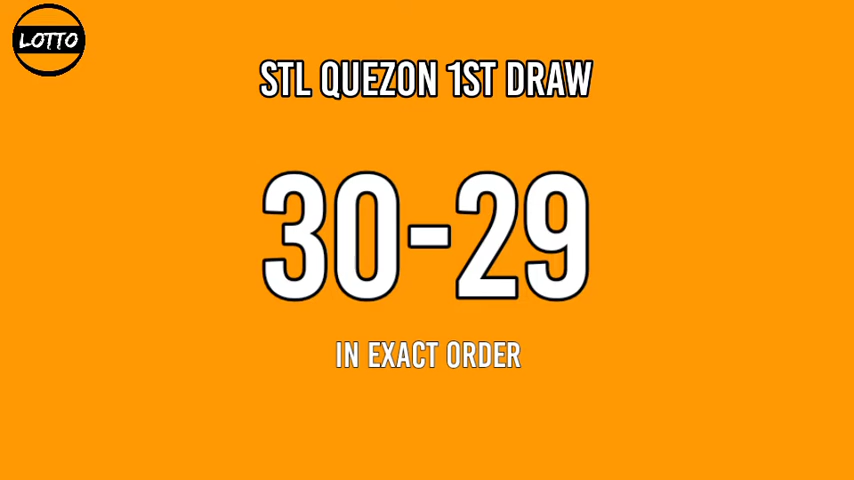 LOTTO
STL QUEZON 1ST DRAW
30-29
IN EXACT ORDER